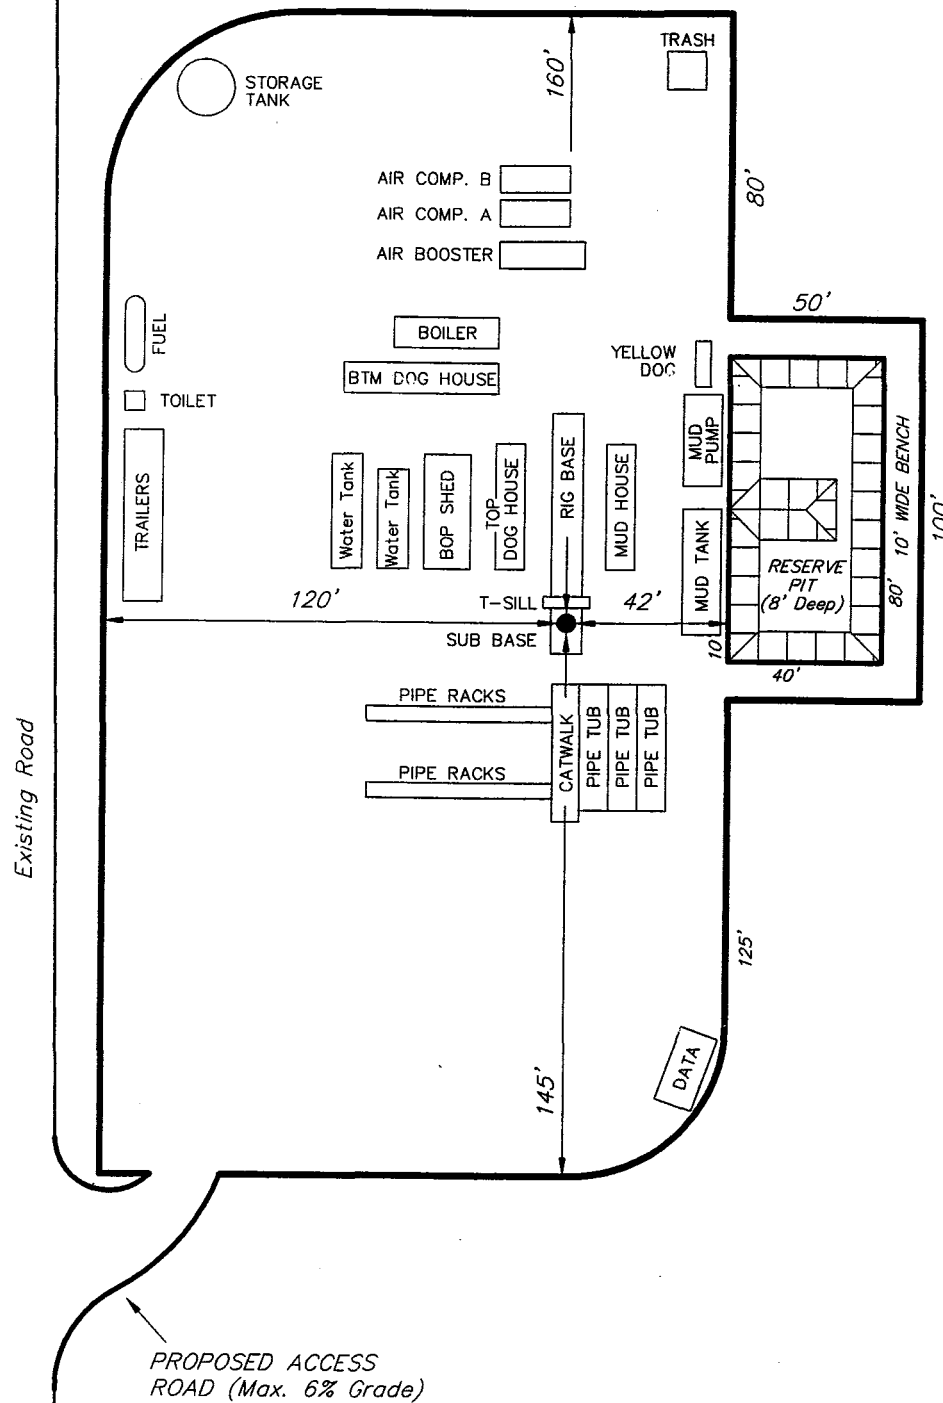 TRASH
160'
STORAGE
TANK
AIR COMP. B
80'
AIR COMP. A
AIR BOOSTER
50'
FUEL
BOILER
YELLOW
DOG
BTM DOG HOUSE
TOILET
MUD
PUMP
TRAILERS
Water Tank
Water Tank
BOP SHED
TOP
DOG HOUSE
RIG BASE
MUD HOUSE
MUD TANK
10' WIDE BENCH
100'
RESERVE
PIT
(8' Deep)
80'
120'
T-SILL
42'
SUB BASE
10'
40'
PIPE RACKS
CATWALK
PIPE TUB
PIPE TUB
PIPE TUB
PIPE RACKS
Existing Road
125'
DATA
145'
PROPOSED ACCESS
ROAD (Max. 6% Grade)